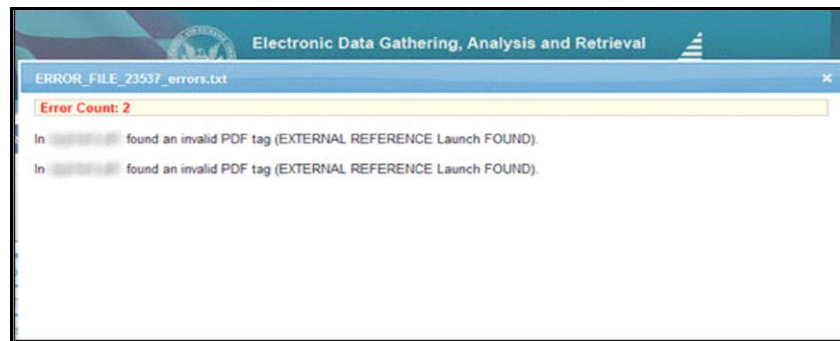 Electronic Data Gathering, Analysis and Retrieval
ERROR_FILE_23537_errors.txt
Error Count: 2
In found an invalid PDF tag (EXTERNAL REFERENCE Launch FOUND).
In found an invalid PDF tag (EXTERNAL REFERENCE Launch FOUND).